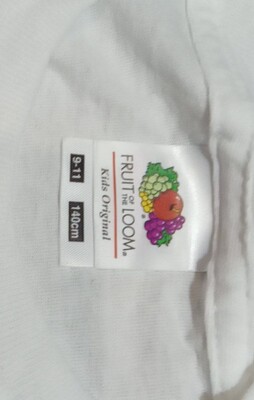 ®
FRUIT OF THE LOOM®
Kids Original
9-11 140cm